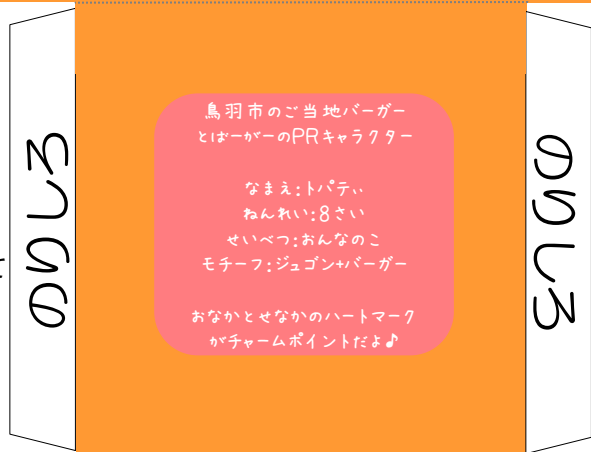 鳥羽市のご当地バーガー
とばーがーのPRキャラクター
なまえ:トパティ
ねんれい:8さい
せいべつ:おんなのこ
モチーフ:ジュゴン+バーガー
おなかとせなかのハートマーク
がチャームポイントだよ♪
のりしろ
のりしろ